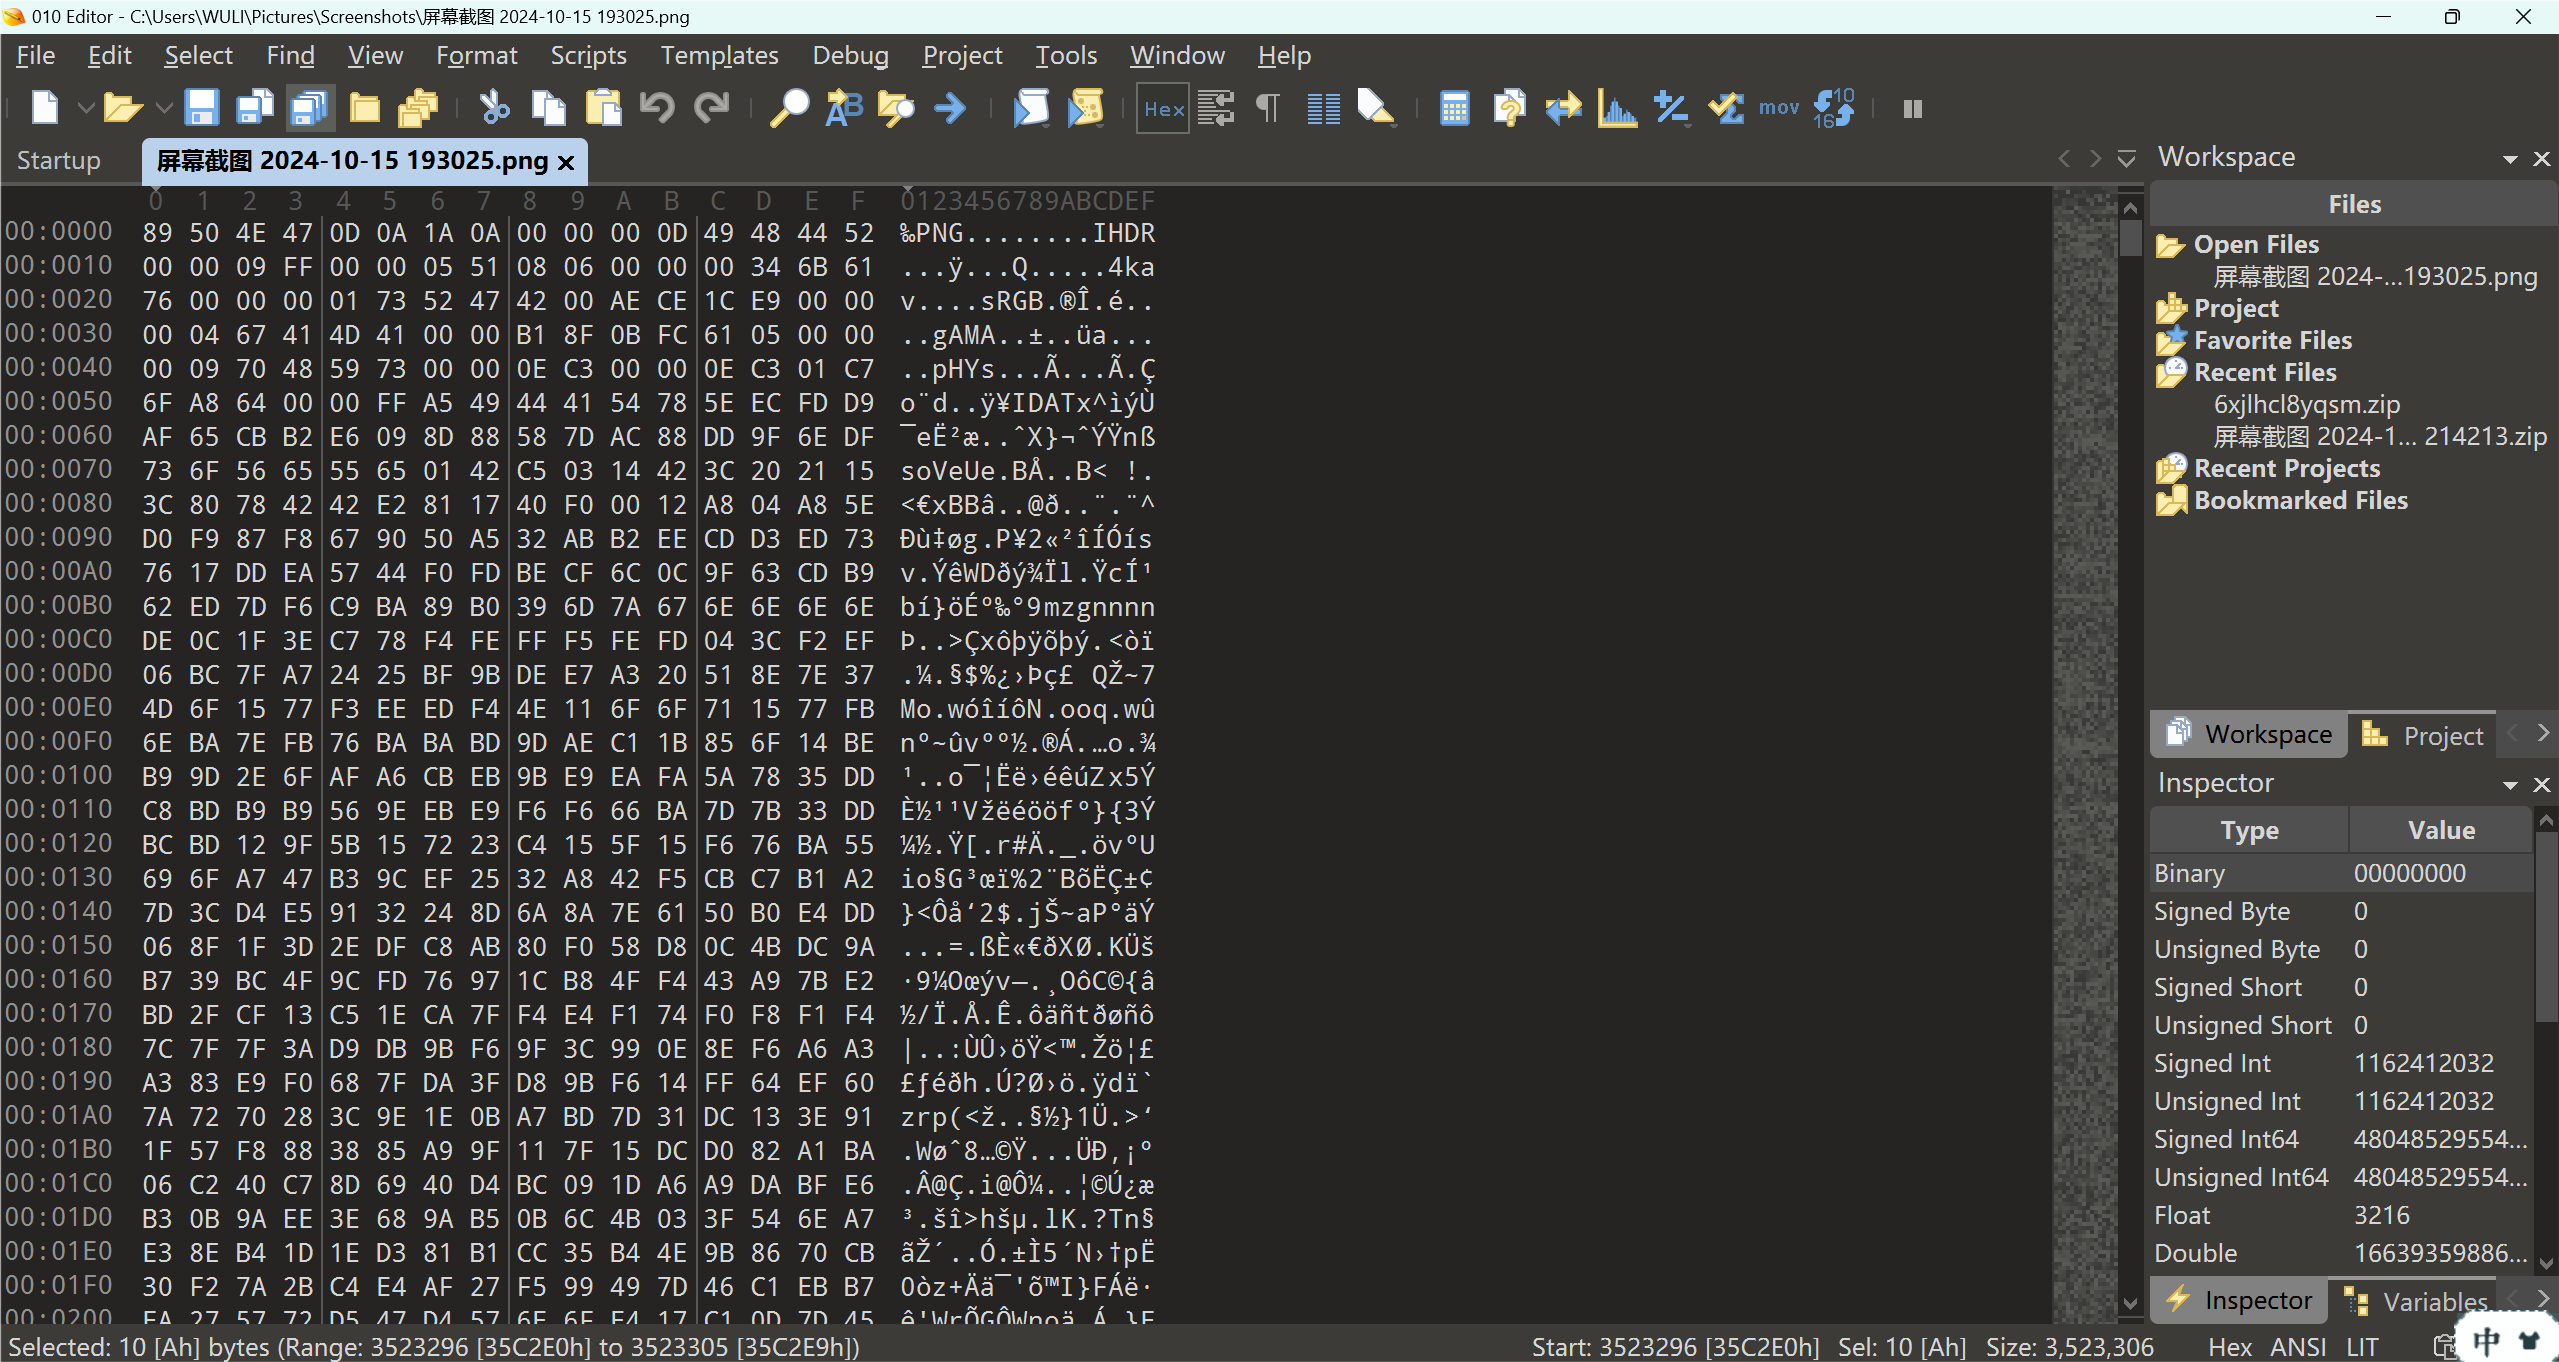 010 Editor - C:\Users\WULI\Pictures\Screenshots\屏幕截图 2024-10-15 193025.png
File Edit Select Find View Format Scripts Templates Debug Project Tools Window Help
Hex mov 10 16
Startup 屏幕截图 2024-10-15 193025.png
0 1 2 3 4 5 6 7 8 9 A B C D E F 0123456789ABCDEF
00:0000 89 50 4E 47 0D 0A 1A 0A 00 00 00 0D 49 48 44 52 ‰PNG........IHDR
00:0010 00 00 09 FF 00 00 05 51 08 06 00 00 00 34 6B 61 ...ÿ...Q.....4ka
00:0020 76 00 00 00 01 73 52 47 42 00 AE CE 1C E9 00 00 v....sRGB.®Î.é..
00:0030 00 04 67 41 4D 41 00 00 B1 8F 0B FC 61 05 00 00 ..gAMA..±..üa...
00:0040 00 09 70 48 59 73 00 00 0E C3 00 00 0E C3 01 C7 ..pHYs...Ã...Ã.Ç
00:0050 6F A8 64 00 00 FF A5 49 44 41 54 78 5E EC FD D9 o¨d..ÿ¥IDATx^ìýÙ
00:0060 AF 65 CB B2 E6 09 8D 88 58 7D AC 88 DD 9F 6E DF ¯eË²æ..ˆX}¬ˆÝŸnß
00:0070 73 6F 56 65 55 65 01 42 C5 03 14 42 3C 20 21 15 soVeUe.BÅ..B< !.
00:0080 3C 80 78 42 42 E2 81 17 40 F0 00 12 A8 04 A8 5E <€xBBâ..@ð..¨.¨^
00:0090 D0 F9 87 F8 67 90 50 A5 32 AB B2 EE CD D3 ED 73 Ðù‡øg.P¥2«²îÍÓís
00:00A0 76 17 DD EA 57 44 F0 FD BE CF 6C 0C 9F 63 CD B9 v.ÝêWDðý¾Ïl.ŸcÍ¹
00:00B0 62 ED 7D F6 C9 BA 89 B0 39 6D 7A 67 6E 6E 6E 6E bí}öÉº‰°9mzgnnnn
00:00C0 DE 0C 1F 3E C7 78 F4 FE FF F5 FE FD 04 3C F2 EF Þ..>Çxôþÿõþý.<òï
00:00D0 06 BC 7F A7 24 25 BF 9B DE E7 A3 20 51 8E 7E 37 .¼.§$%¿›Þç£ QŽ~7
00:00E0 4D 6F 15 77 F3 EE ED F4 4E 11 6F 6F 71 15 77 FB Mo.wóîíôN.ooq.wû
00:00F0 6E BA 7E FB 76 BA BA BD 9D AE C1 1B 85 6F 14 BE nº~ûvºº½.®Á.…o.¾
00:0100 B9 9D 2E 6F AF A6 CB EB 9B E9 EA FA 5A 78 35 DD ¹..o¯¦Ëë›éêúZx5Ý
00:0110 C8 BD B9 B9 56 9E EB E9 F6 F6 66 BA 7D 7B 33 DD È½¹¹Vžëéööfº}{3Ý
00:0120 BC BD 12 9F 5B 15 72 23 C4 15 5F 15 F6 76 BA 55 ¼½.Ÿ[.r#Ä._.övºU
00:0130 69 6F A7 47 B3 9C EF 25 32 A8 42 F5 CB C7 B1 A2 io§G³œï%2¨BõËÇ±¢
00:0140 7D 3C D4 E5 91 32 24 8D 6A 8A 7E 61 50 B0 E4 DD }<Ôå‘2$.jŠ~aP°äÝ
00:0150 06 8F 1F 3D 2E DF C8 AB 80 F0 58 D8 0C 4B DC 9A ...=.ßÈ«€ðXØ.KÜš
00:0160 B7 39 BC 4F 9C FD 76 97 1C B8 4F F4 43 A9 7B E2 ·9¼Oœýv—.¸OôC©{â
00:0170 BD 2F CF 13 C5 1E CA 7F F4 E4 F1 74 F0 F8 F1 F4 ½/Ï.Å.Ê.ôäñtðøñô
00:0180 7C 7F 7F 3A D9 DB 9B F6 9F 3C 99 0E 8E F6 A6 A3 |..:ÙÛ›öŸ<™.Žö¦£
00:0190 A3 83 E9 F0 68 7F DA 3F D8 9B F6 14 FF 64 EF 60 £ƒéðh.Ú?Ø›ö.ÿdï`
00:01A0 7A 72 70 28 3C 9E 1E 0B A7 BD 7D 31 DC 13 3E 91 zrp(<ž..§½}1Ü.>‘
00:01B0 1F 57 F8 88 38 85 A9 9F 11 7F 15 DC D0 82 A1 BA .Wøˆ8…©Ÿ...ÜÐ‚¡º
00:01C0 06 C2 40 C7 8D 69 40 D4 BC 09 1D A6 A9 DA BF E6 .Â@Ç.i@Ô¼..¦©Ú¿æ
00:01D0 B3 0B 9A EE 3E 68 9A B5 0B 6C 4B 03 3F 54 6E A7 ³.šî>hšµ.lK.?Tn§
00:01E0 E3 8E B4 1D 1E D3 81 B1 CC 35 B4 4E 9B 86 70 CB ãŽ´..Ó.±Ì5´N›†pË
00:01F0 30 F2 7A 2B C4 E4 AF 27 F5 99 49 7D 46 C1 EB B7 0òz+Ää¯'õ™I}FÁë·
00:0200 EA 27 57 72 D5 47 D4 57 6E 6F E4 17 C1 0D 7D 45 ê'WrÕGÔWnoä.Á.}E
Workspace
Files
Open Files
屏幕截图 2024-...193025.png
Project
Favorite Files
Recent Files
6xjlhcl8yqsm.zip
屏幕截图 2024-1... 214213.zip
Recent Projects
Bookmarked Files
Workspace Project
Inspector
Type Value
Binary 00000000
Signed Byte 0
Unsigned Byte 0
Signed Short 0
Unsigned Short 0
Signed Int 1162412032
Unsigned Int 1162412032
Signed Int64 48048529554...
Unsigned Int64 48048529554...
Float 3216
Double 16639359886...
Inspector Variables
Selected: 10 [Ah] bytes (Range: 3523296 [35C2E0h] to 3523305 [35C2E9h]) Start: 3523296 [35C2E0h] Sel: 10 [Ah] Size: 3,523,306 Hex ANSI LIT 中